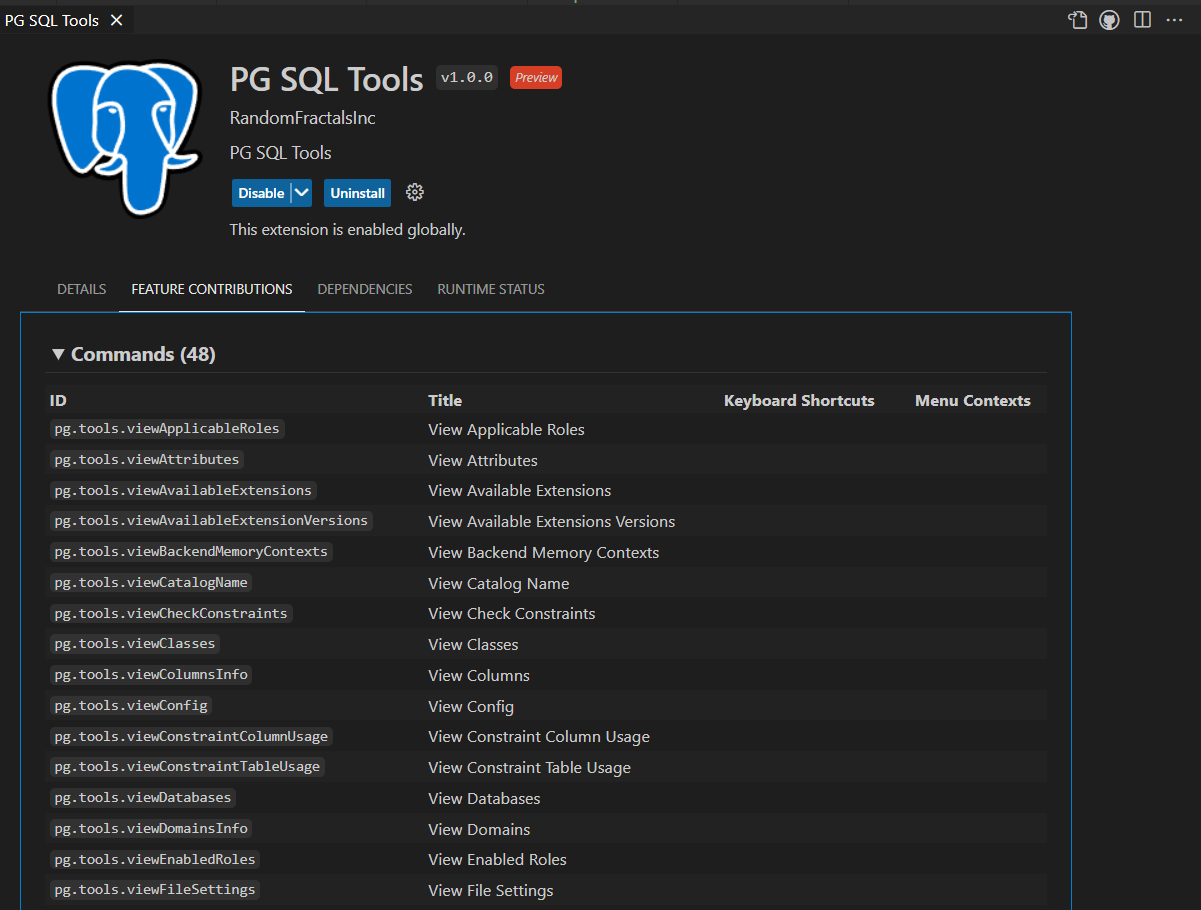 PG SQL Tools
PG SQL Tools v1.0.0 Preview
RandomFractalsInc
PG SQL Tools
Disable Uninstall
This extension is enabled globally.
DETAILS FEATURE CONTRIBUTIONS DEPENDENCIES RUNTIME STATUS
Commands (48)
ID Title Keyboard Shortcuts Menu Contexts
pg.tools.viewApplicableRoles View Applicable Roles
pg.tools.viewAttributes View Attributes
pg.tools.viewAvailableExtensions View Available Extensions
pg.tools.viewAvailableExtensionVersions View Available Extensions Versions
pg.tools.viewBackendMemoryContexts View Backend Memory Contexts
pg.tools.viewCatalogName View Catalog Name
pg.tools.viewCheckConstraints View Check Constraints
pg.tools.viewClasses View Classes
pg.tools.viewColumnsInfo View Columns
pg.tools.viewConfig View Config
pg.tools.viewConstraintColumnUsage View Constraint Column Usage
pg.tools.viewConstraintTableUsage View Constraint Table Usage
pg.tools.viewDatabases View Databases
pg.tools.viewDomainsInfo View Domains
pg.tools.viewEnabledRoles View Enabled Roles
pg.tools.viewFileSettings View File Settings